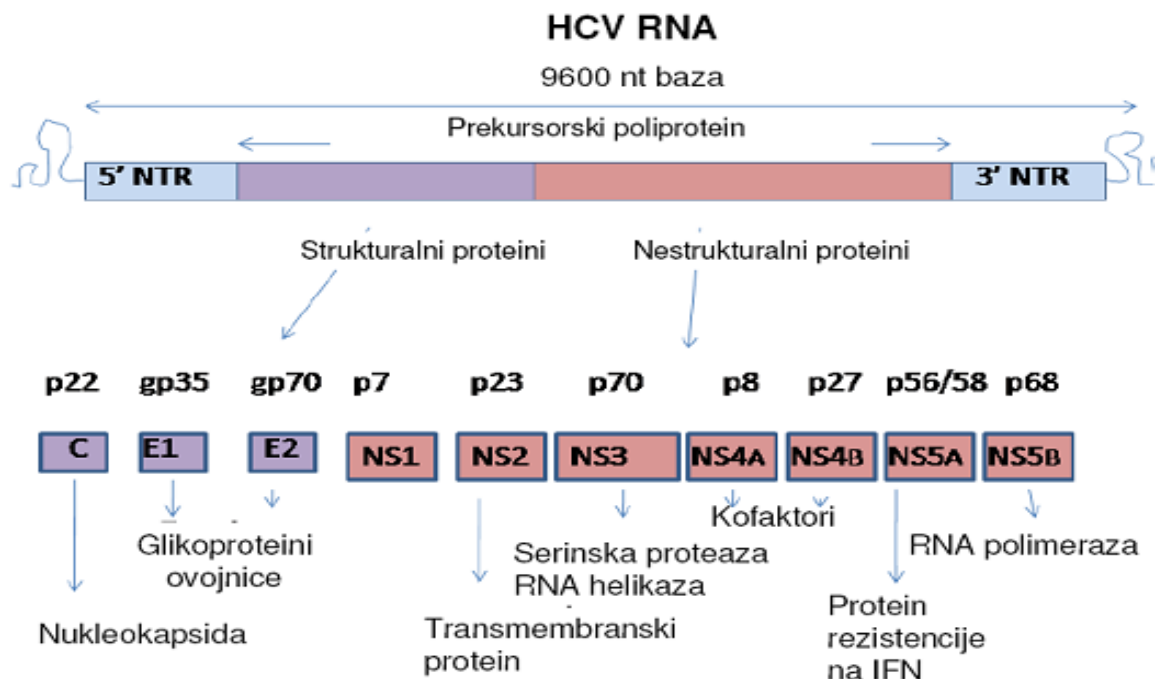 HCV RNA
9600 nt baza
Prekursorski poliprotein
5' NTR 3' NTR
Strukturalni proteini Nestrukturalni proteini
p22 gp35 gp70 p7 p23 p70 p8 p27 p56/58 p68
C E1 E2 NS1 NS2 NS3 NS4A NS4B NS5A NS5B
Kofaktori
Glikoproteini
ovojnice
Serinska proteaza
RNA helikaza
RNA polimeraza
Nukleokapsida
Transmembranski
protein
Protein
rezistencije
na IFN